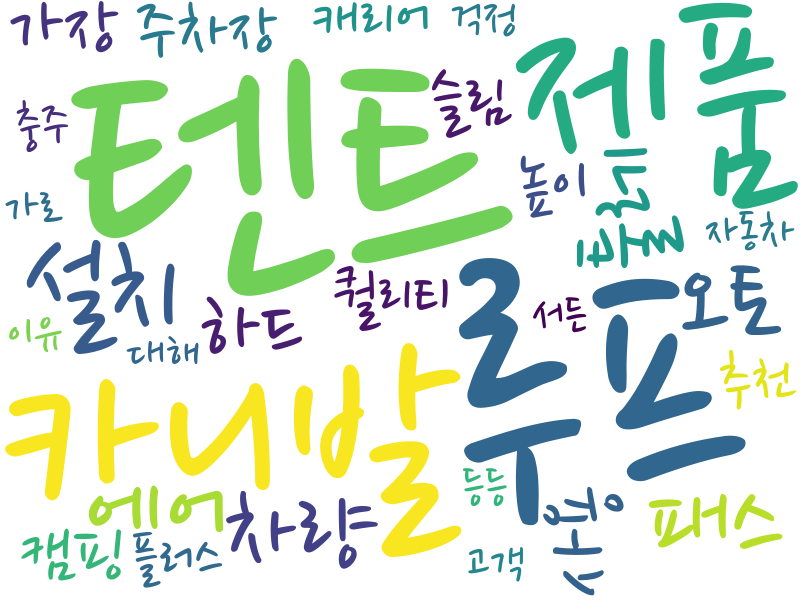 가장
주차장
캐리어
걱정
텐트
슬림
제품
충주
높이
가로
자동차
설치
하드
퀄리티
서든
루프
오토
이유
대해
추천
카니발
에어
차량
등등
패스
캠핑
플러스
고객